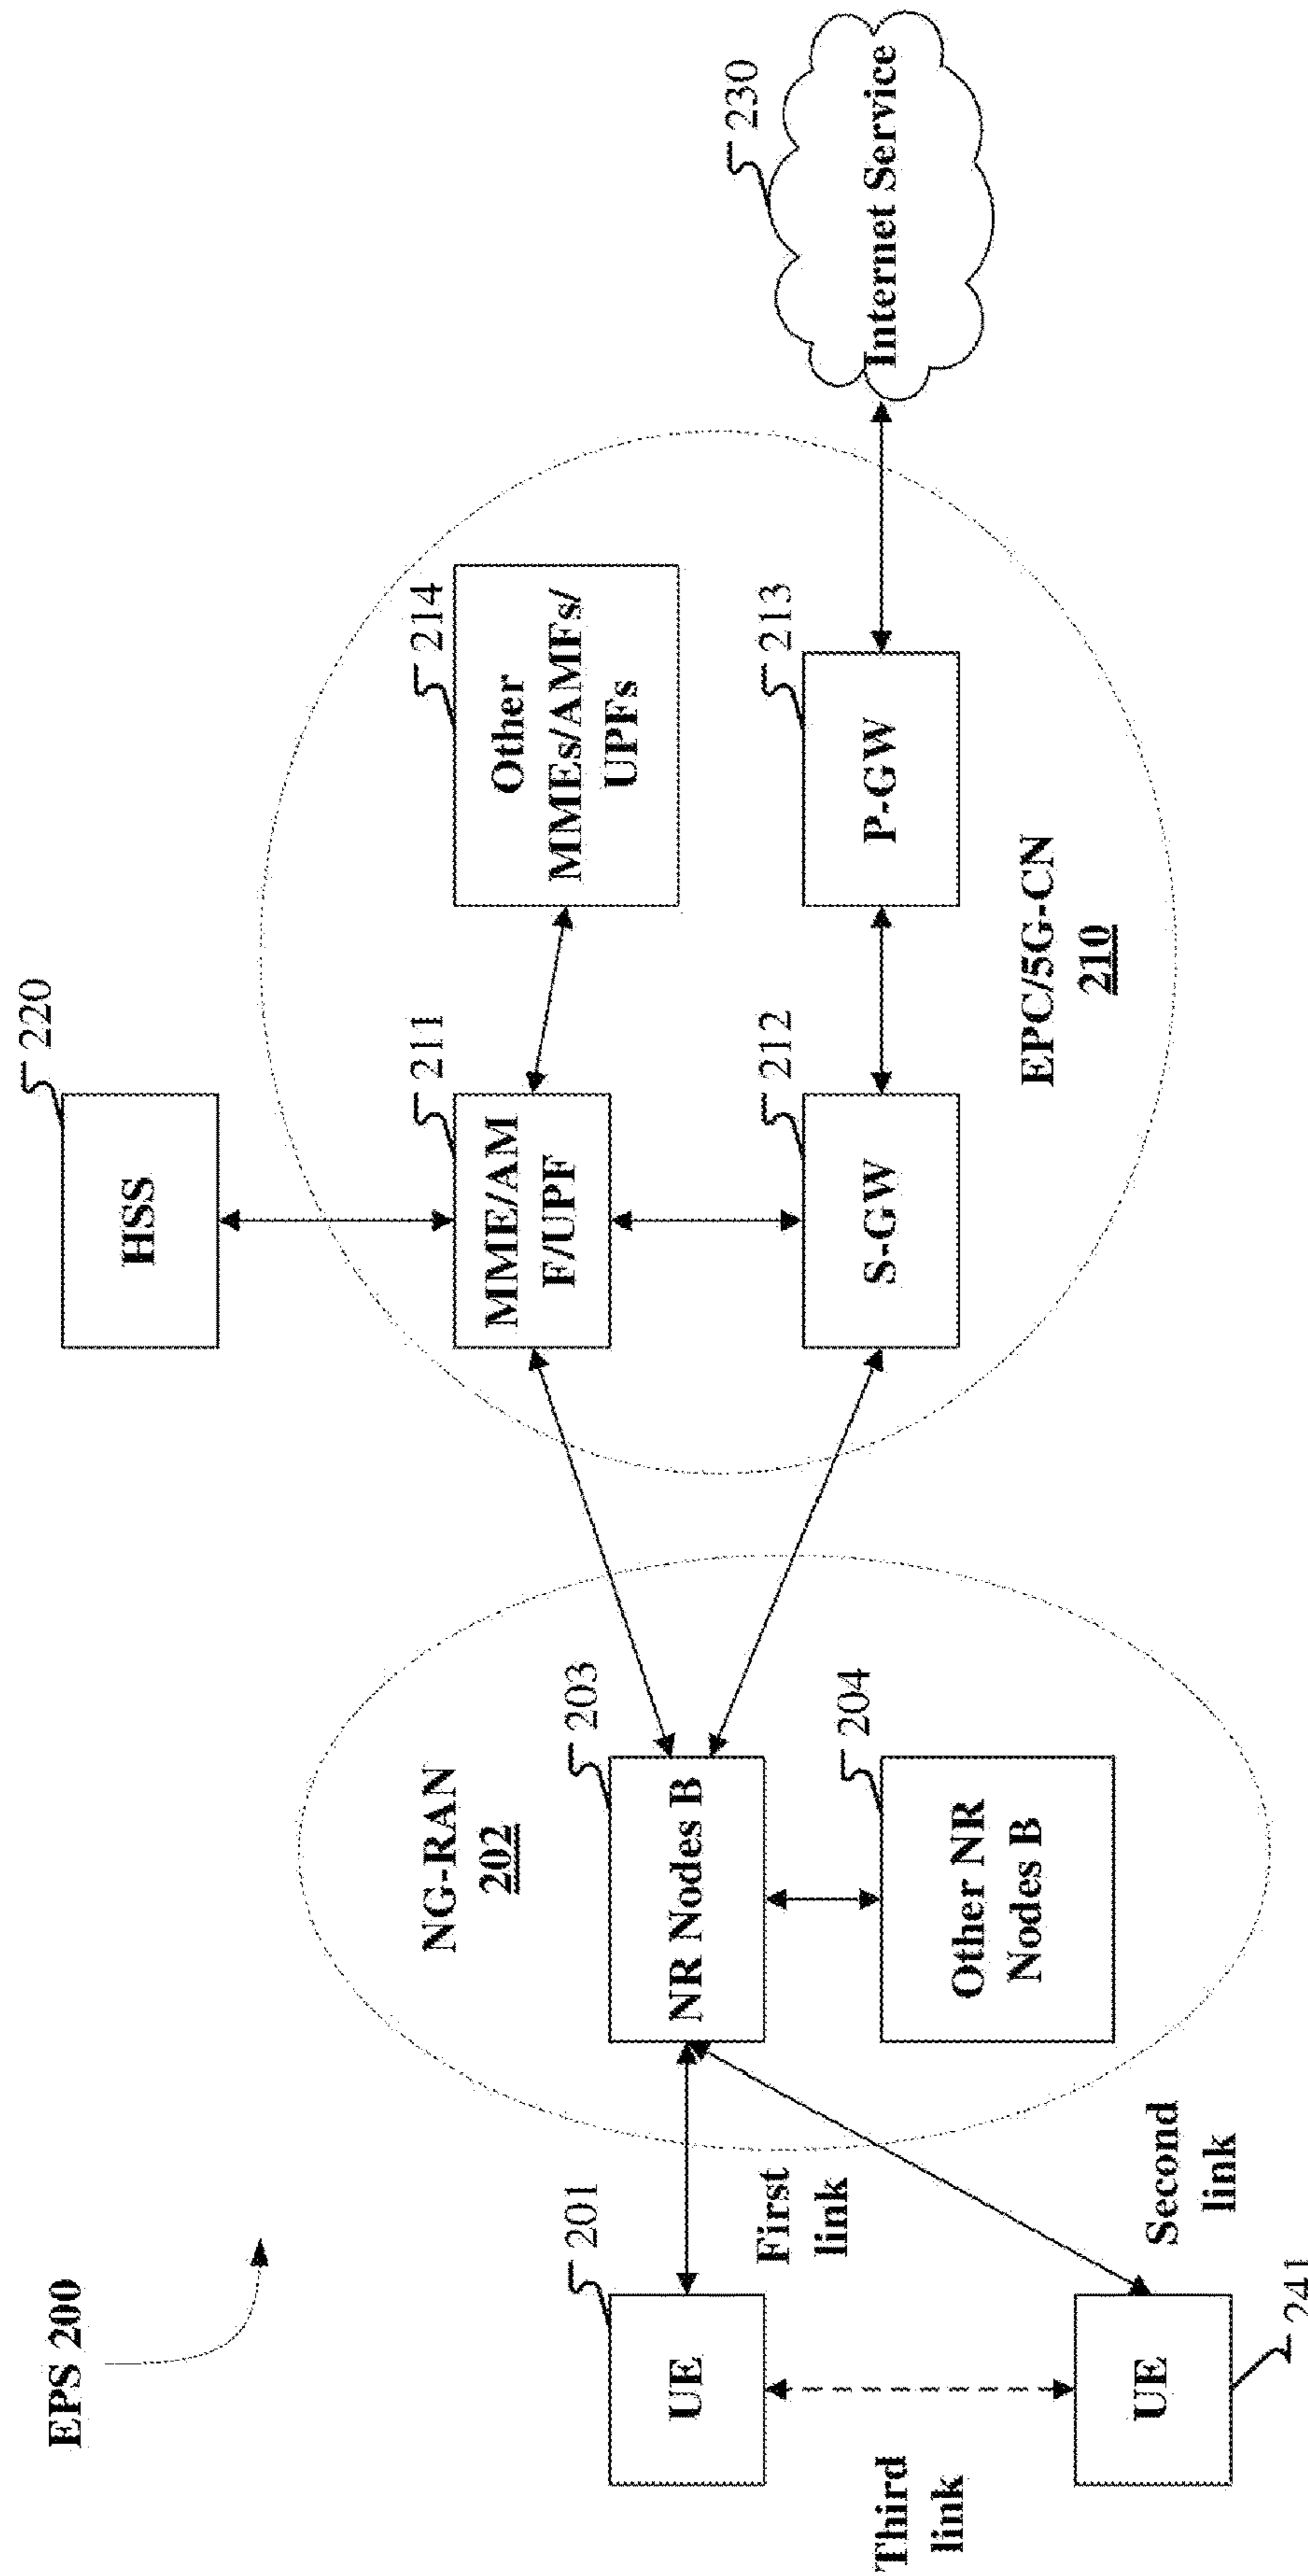 EPS 200
HSS
220
NG-RAN
202
MME/AM
F/UPF
211
Other
MMEs/AMFs/
UPFs
214
UE
201
NR Nodes B
203
First
link
Third
link
Other NR
Nodes B
204
S-GW
212
P-GW
213
Internet Service
230
EPC/5G-CN
210
UE
241
Second
link